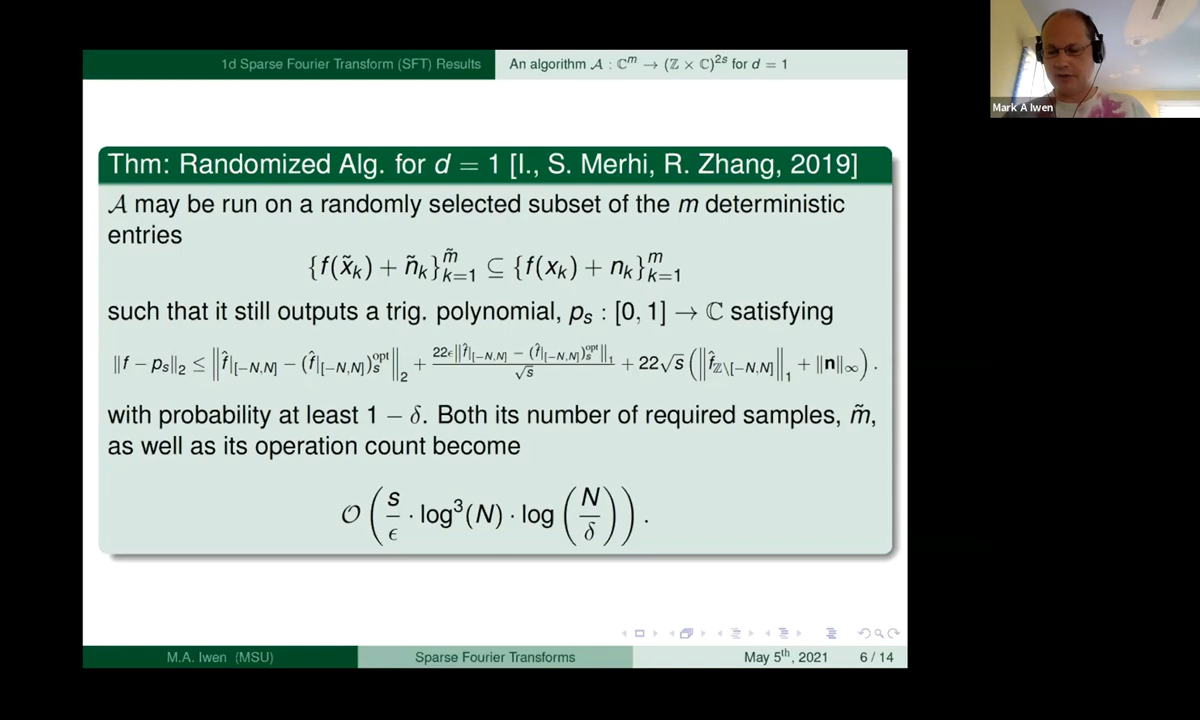 1d Sparse Fourier Transform (SFT) Results
An algorithm 𝒜 : ℂᵐ → (ℤ × ℂ)²ˢ for d = 1
Mark A Iwen
Thm: Randomized Alg. for d = 1 [I., S. Merhi, R. Zhang, 2019]
𝒜 may be run on a randomly selected subset of the m deterministic
entries
{f(x̃_k) + ñ_k}_{k=1}^{m̃} ⊆ {f(x_k) + n_k}_{k=1}^{m}
such that it still outputs a trig. polynomial, p_s : [0, 1] → ℂ satisfying
‖f − p_s‖_2 ≤ ‖f̂|_{[−N,N]} − (f̂|_{[−N,N]})_s^{opt}‖_2 + 22ϵ‖f̂|_{[−N,N]} − (f̂|_{[−N,N]})_s^{opt}‖_1 / √s + 22√s (‖f̂_{ℤ\[−N,N]}‖_1 + ‖n‖_∞) .
with probability at least 1 − δ. Both its number of required samples, m̃,
as well as its operation count become
𝒪 (s/ϵ · log³(N) · log (N/δ)) .
M.A. Iwen (MSU)
Sparse Fourier Transforms
May 5th, 2021
6 / 14